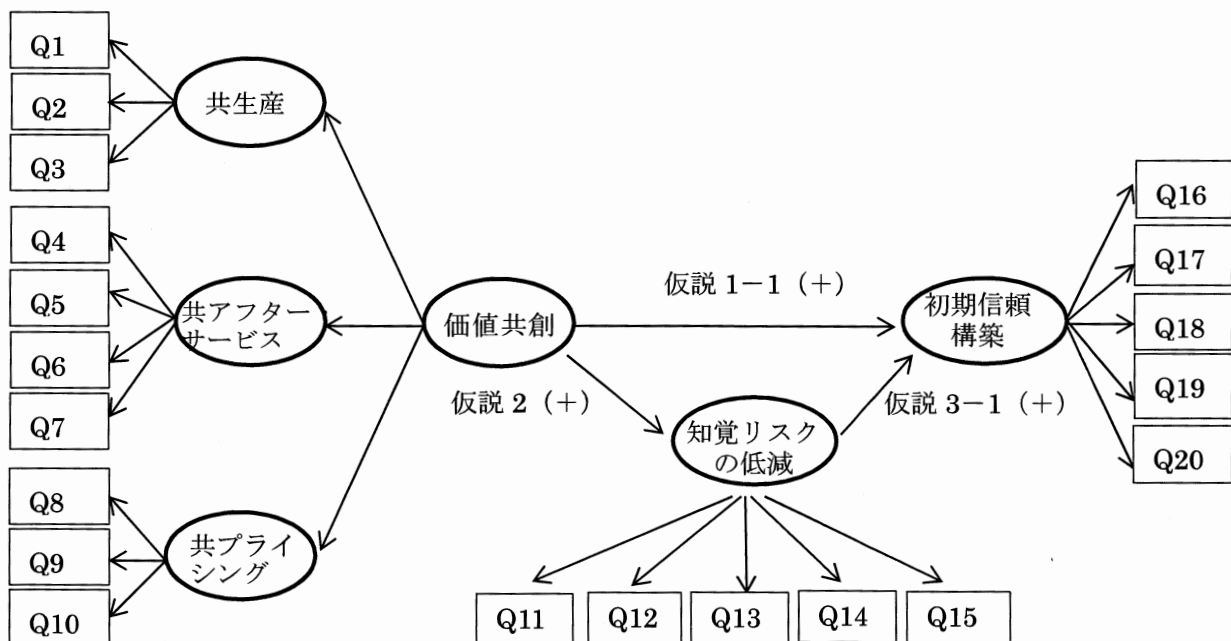 Q1
Q2
Q3
共生産
Q4
Q5
Q6
Q7
共アフター
サービス
Q8
Q9
Q10
共プライ
シング
価値共創
仮説 1−1（+）
仮説 2（+）
知覚リスク
の低減
仮説 3−1（+）
初期信頼
構築
Q11
Q12
Q13
Q14
Q15
Q16
Q17
Q18
Q19
Q20